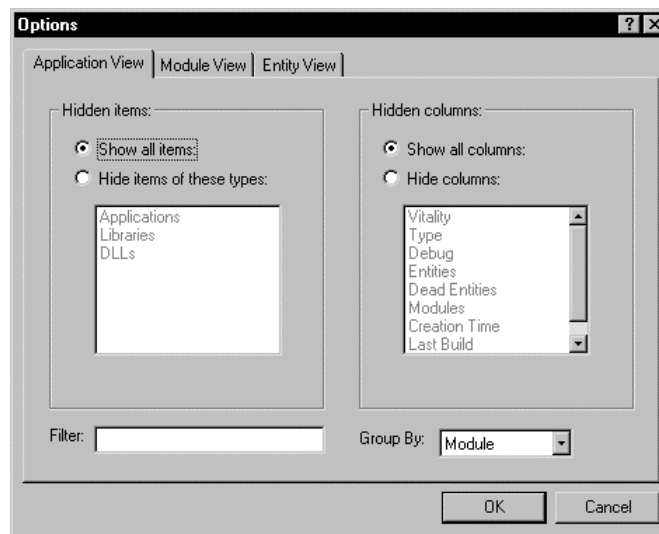 Options
Application View Module View Entity View
Hidden items:
Show all items:
Hide items of these types:
Applications
Libraries
DLLs
Hidden columns:
Show all columns:
Hide columns:
Vitality
Type
Debug
Entities
Dead Entities
Modules
Creation Time
Last Build
Filter:
Group By: Module
OK Cancel